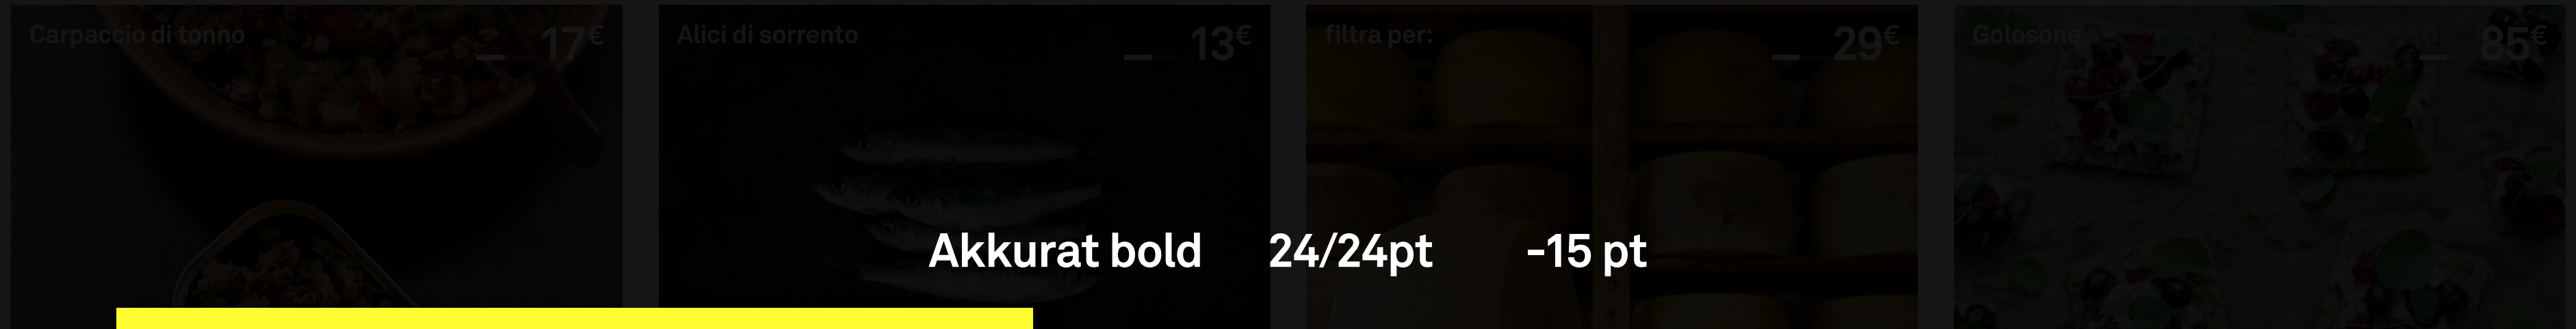 Carpaccio di tonno 17€
Alici di sorrento 13€
filtra per: 29€
Golosone 85€
Akkurat bold 24/24pt -15 pt